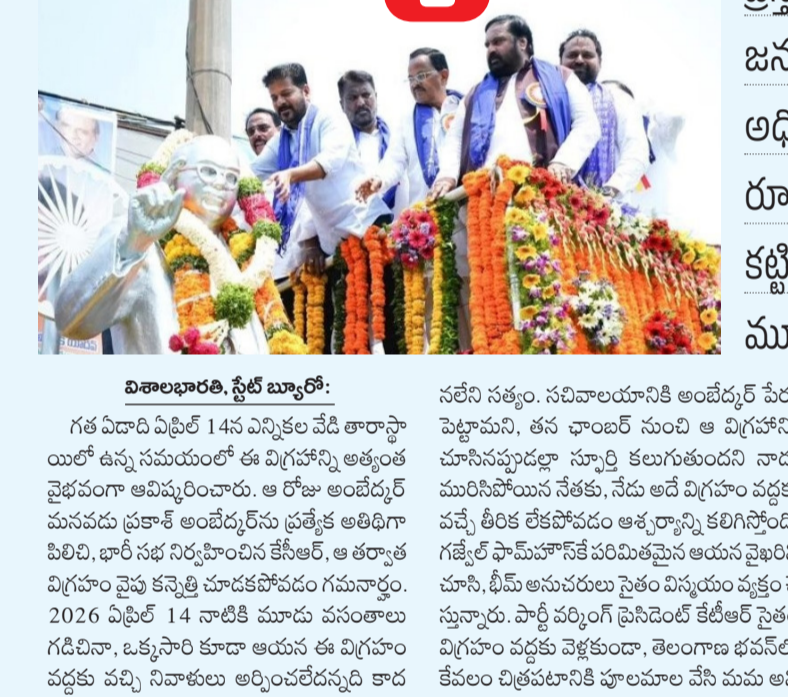 విశాలభారతి, స్టేట్ బ్యూరో:
గత ఏడాది ఏప్రిల్ 14న ఎన్నికల వేడి తారాస్థా
యిలో ఉన్న సమయంలో ఈ విగ్రహాన్ని అత్యంత
వైభవంగా ఆవిష్కరించారు. ఆ రోజు అంబేద్కర్
మనవడు ప్రకాశ్ అంబేద్కర్‌ను ప్రత్యేక అతిథిగా
పిలిచి, భారీ సభ నిర్వహించిన కేసీఆర్, ఆ తర్వాత
విగ్రహం వైపు కన్నెత్తి చూడకపోవడం గమనార్హం.
2026 ఏప్రిల్ 14 నాటికి మూడు వసంతాలు
గడిచినా, ఒక్కసారి కూడా ఆయన ఈ విగ్రహం
వద్దకు వచ్చి నివాళులు అర్పించలేదన్నది కాద
నలేని సత్యం. సచివాలయానికి అంబేద్కర్ పేరు
పెట్టామని, తన ఛాంబర్ నుంచి ఆ విగ్రహాని
చూసినప్పుడల్లా స్ఫూర్తి కలుగుతుందని నాడ
మురిసిపోయిన నేతకు, నేడు అదే విగ్రహం వద్దక
వచ్చే తీరిక లేకపోవడం ఆశ్చర్యాన్ని కలిగిస్తోంది
గజ్వేల్ ఫామ్‌హౌస్‌కే పరిమితమైన ఆయన వైఖరిని
చూసి, భీమ్ అనుచరులు సైతం విస్మయం వ్యక్తం చే
స్తున్నారు. పార్టీ వర్కింగ్ ప్రెసిడెంట్ కేటీఆర్ సైతం
విగ్రహం వద్దకు వెళ్లకుండా, తెలంగాణ భవన్‌లో
కేవలం చిత్రపటానికి పూలమాల వేసి మమ అ
జన
అధి
రూ
కట్టి
మూ